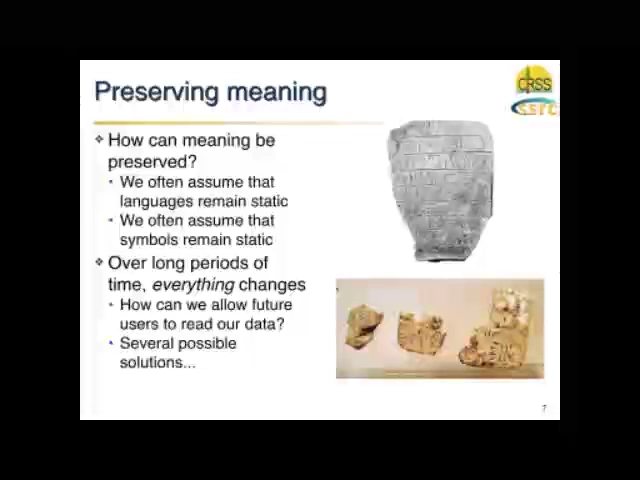 Preserving meaning
CRSS
ssrc
❖ How can meaning be
preserved?
• We often assume that
languages remain static
• We often assume that
symbols remain static
❖ Over long periods of
time, everything changes
• How can we allow future
users to read our data?
• Several possible
solutions...
7